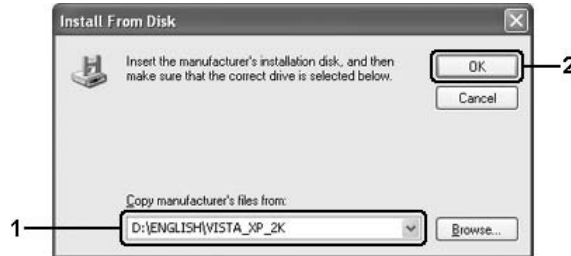 Install From Disk
Insert the manufacturer's installation disk, and then
make sure that the correct drive is selected below.
OK
2
Cancel
Copy manufacturer's files from:
1
D:\ENGLISH\VISTA_XP_2K
Browse...